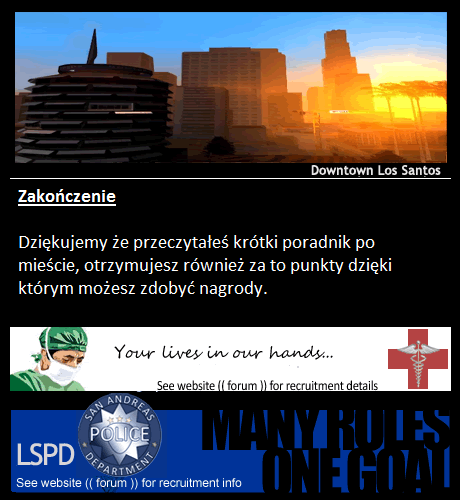 Downtown Los Santos
Zakończenie
Dziękujemy że przeczytałeś krótki poradnik po
mieście, otrzymujesz również za to punkty dzięki
którym możesz zdobyć nagrody.
Your lives in our hands...
See website (( forum )) for recruitment details
SAN ANDREAS
POLICE
DEPARTMENT
LSPD
See website (( forum )) for recruitment info
MANY ROLES
ONE GOAL